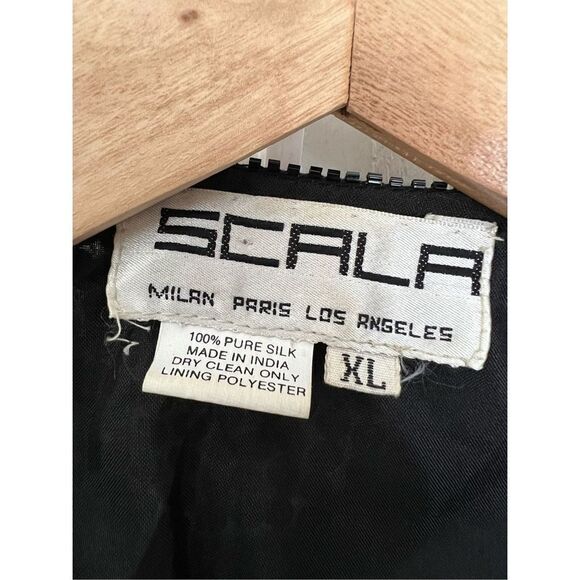 SCALA
MILAN PARIS LOS ANGELES
100% PURE SILK
MADE IN INDIA
DRY CLEAN ONLY
LINING POLYESTER
XL